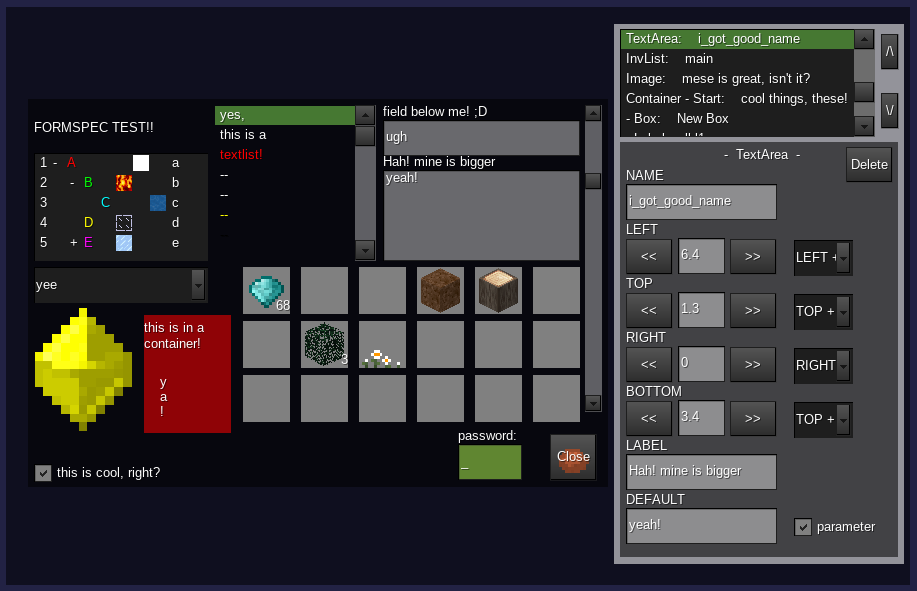 FORMSPEC TEST!!
1 - A a
2 - B b
3 C c
4 D d
5 + E e
yee
this is in a
container!
y
a
!
this is cool, right?
yes,
this is a
textlist!
--
--
--
field below me! ;D
ugh
Hah! mine is bigger
yeah!
68
3
password:
_
Close
TextArea: i_got_good_name
InvList: main
Image: mese is great, isn't it?
Container - Start: cool things, these!
- Box: New Box
/\
\/
- TextArea -
Delete
NAME
i_got_good_name
LEFT
<< 6.4 >> LEFT +
TOP
<< 1.3 >> TOP +
RIGHT
<< 0 >> RIGHT
BOTTOM
<< 3.4 >> TOP +
LABEL
Hah! mine is bigger
DEFAULT
yeah!
parameter